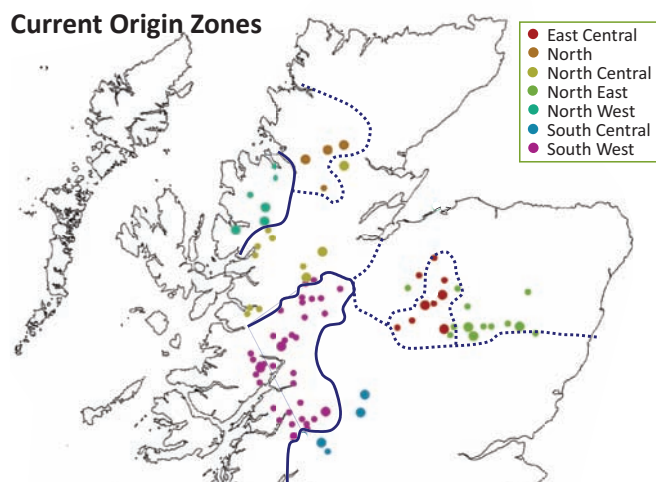 Current Origin Zones
East Central
North
North Central
North East
North West
South Central
South West